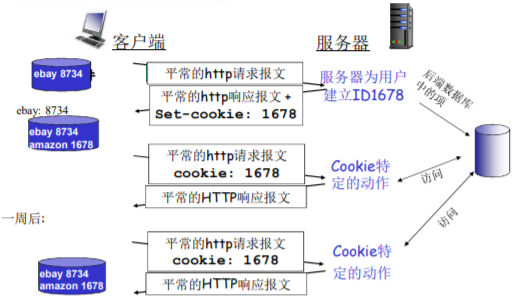 客户端
服务器
ebay 8734
平常的http请求报文
服务器为用户
建立ID1678
后端数据库
中的项
平常的http响应报文 +
Set-cookie: 1678
ebay: 8734
ebay 8734
amazon 1678
平常的http请求报文
cookie: 1678
Cookie特
定的动作
访问
平常的HTTP响应报文
访问
一周后:
平常的http请求报文
cookie: 1678
Cookie特
定的动作
平常的HTTP响应报文
ebay 8734
amazon 1678